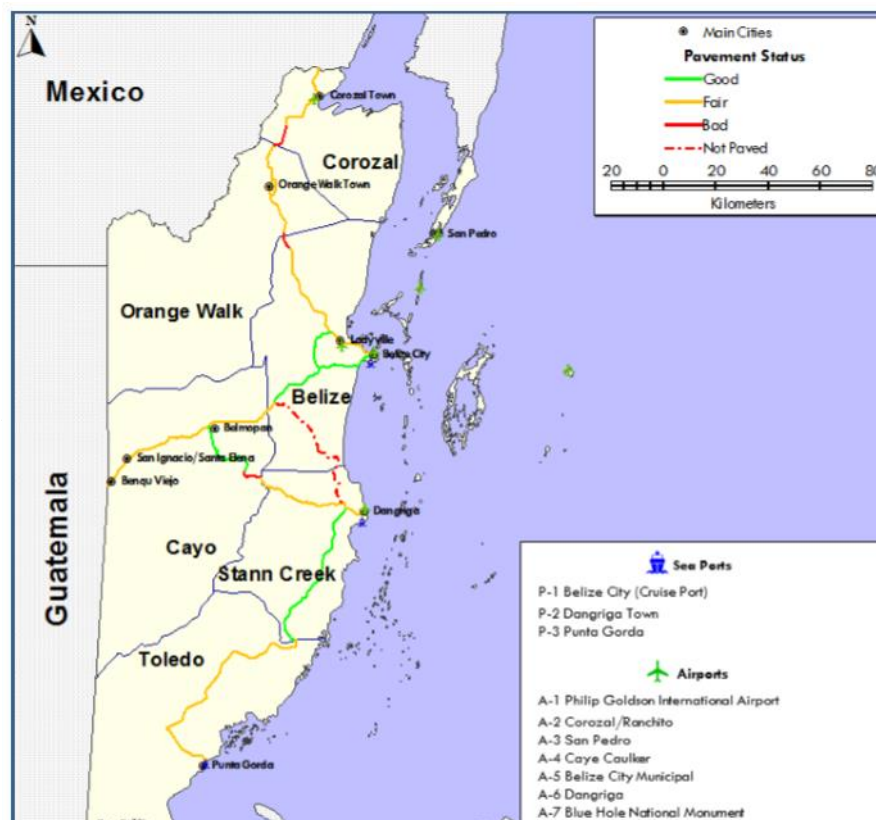 N
Mexico
Corozal Town
Corozal
Orange Walk Town
San Pedro
Orange Walk
Ladyville
Belize City
Belize
Belmopan
San Ignacio/Santa Elena
Benqu Viejo
Guatemala
Dangriga
Cayo
Stann Creek
Toledo
Punta Gorda
Main Cities
Pavement Status
Good
Fair
Bad
Not Paved
20 0 20 40 60 80
Kilometers
Sea Ports
P-1 Belize City (Cruise Port)
P-2 Dangriga Town
P-3 Punta Gorda
Airports
A-1 Philip Goldson International Airport
A-2 Corozal/Ranchito
A-3 San Pedro
A-4 Caye Caulker
A-5 Belize City Municipal
A-6 Dangriga
A-7 Blue Hole National Monument